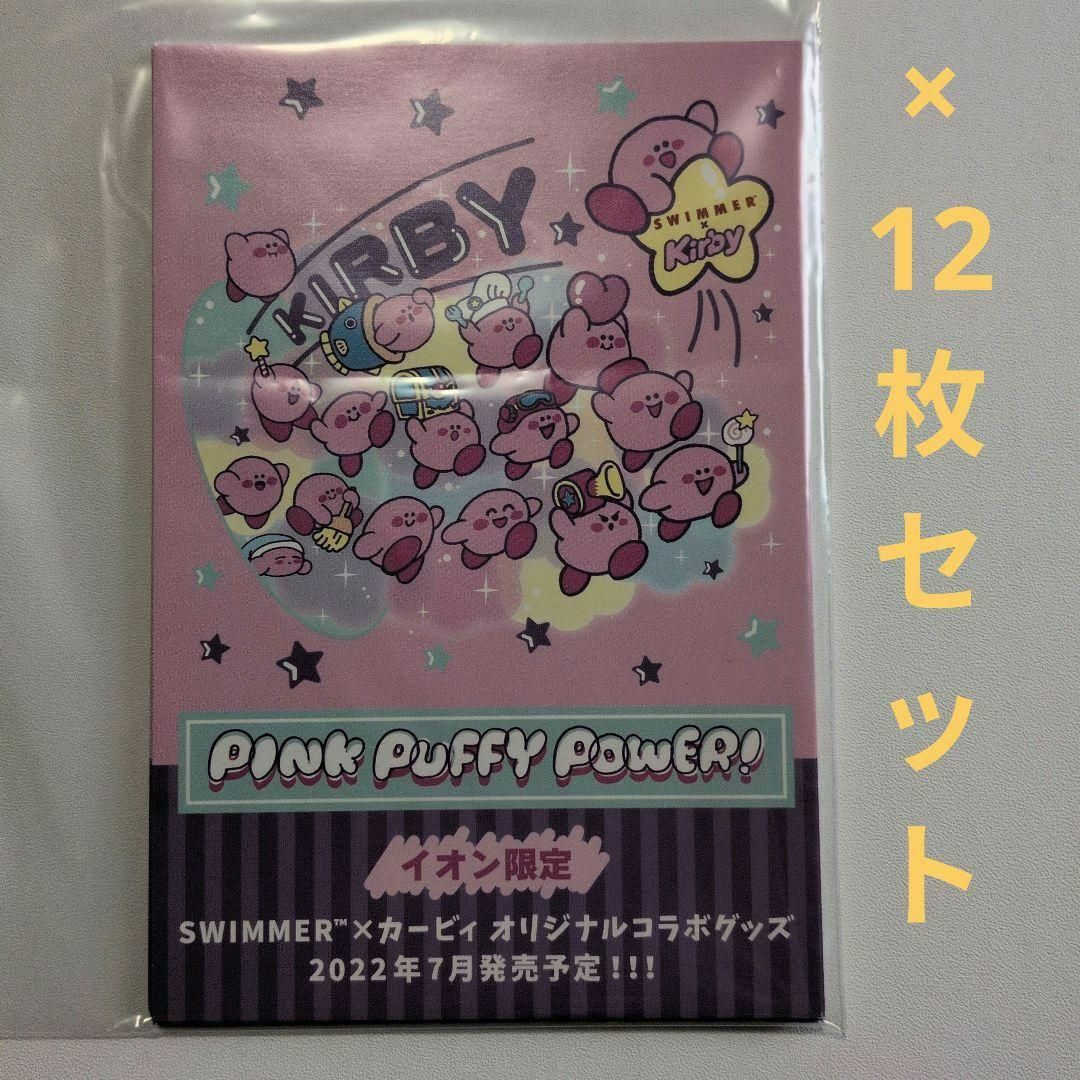 KIRBY
SWIMMER™
×
Kirby
PINK PUFFY POWER!
イオン限定
SWIMMER™×カービィ オリジナルコラボグッズ
2022年7月発売予定!!!
×
12
枚
セ
ッ
ト